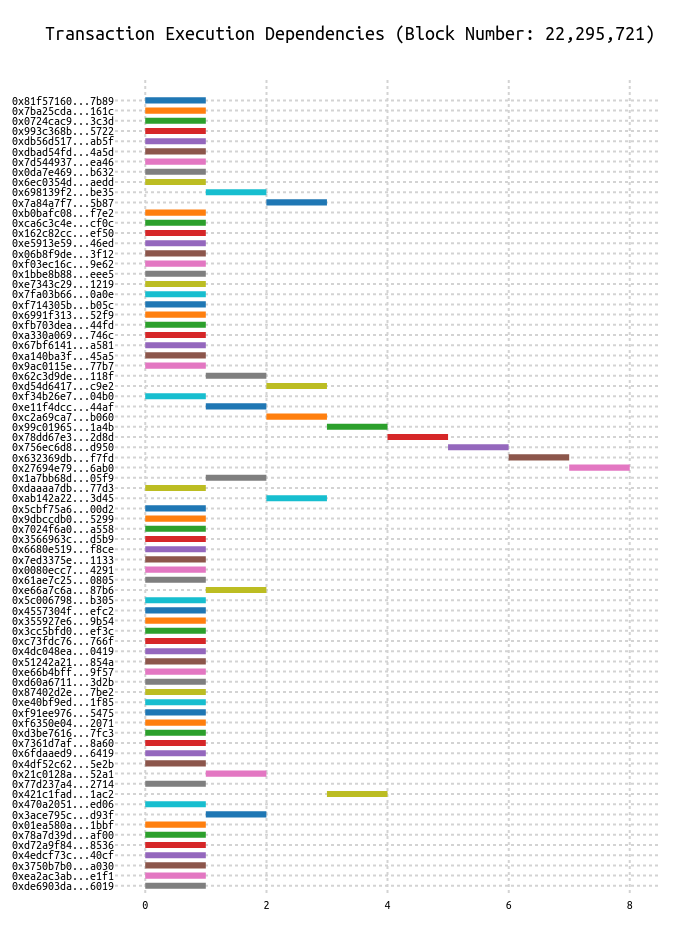 Transaction Execution Dependencies (Block Number: 22,295,721)
0x81f57160...7b89
0x7ba25cda...161c
0x0724cac9...3c3d
0x993c368b...5722
0xdb56d517...ab5f
0xdbad54fd...4a5d
0x7d544937...ea46
0x0da7e469...b632
0x6ec0354d...aedd
0x698139f2...be35
0x7a84a7f7...5b87
0xb0bafc08...f7e2
0xca6c3c4e...cf0c
0x162c82cc...ef50
0xe5913e59...46ed
0x06b8f9de...3f12
0xf03ec16c...9e62
0x1bbe8b88...eee5
0xe7343c29...1219
0x7fa03b66...0a0e
0xf714305b...b05c
0x6991f313...52f9
0xfb703dea...44fd
0xa330a069...746c
0x67bf6141...a581
0xa140ba3f...45a5
0x9ac0115e...77b7
0x62c3d9de...118f
0xd54d6417...c9e2
0xf34b26e7...04b0
0xe11f4dcc...44af
0xc2a69ca7...b060
0x99c01965...1a4b
0x78dd67e3...2d8d
0x756ec6d8...d950
0x632369db...f7fd
0x27694e79...6ab0
0x1a7bb68d...05f9
0xdaaaa7db...77d3
0xab142a22...3d45
0x5cbf75a6...00d2
0x9dbccdb0...5299
0x7024f6a0...a558
0x3566963c...d5b9
0x6680e519...f8ce
0x7ed3375e...1133
0x0080ecc7...4291
0x61ae7c25...0805
0xe66a7c6a...87b6
0x5c006798...b305
0x4557304f...efc2
0x355927e6...9b54
0x3cc5bfd0...ef3c
0xc73fdc76...766f
0x4dc048ea...0419
0x51242a21...854a
0xe66b4bff...9f57
0xd60a6711...3d2b
0x87402d2e...7be2
0xe40bf9ed...1f85
0xf91ee976...5475
0xf6350e04...2071
0xd3be7616...7fc3
0x7361d7af...8a60
0x6fdaaed9...6419
0x4df52c62...5e2b
0x21c0128a...52a1
0x77d237a4...2714
0x421c1fad...1ac2
0x470a2051...ed06
0x3ace795c...d93f
0x01ea580a...1bbf
0x78a7d39d...af00
0xd72a9f84...8536
0x4edcf73c...40cf
0x3750b7b0...a030
0xea2ac3ab...e1f1
0xde6903da...6019
0 2 4 6 8